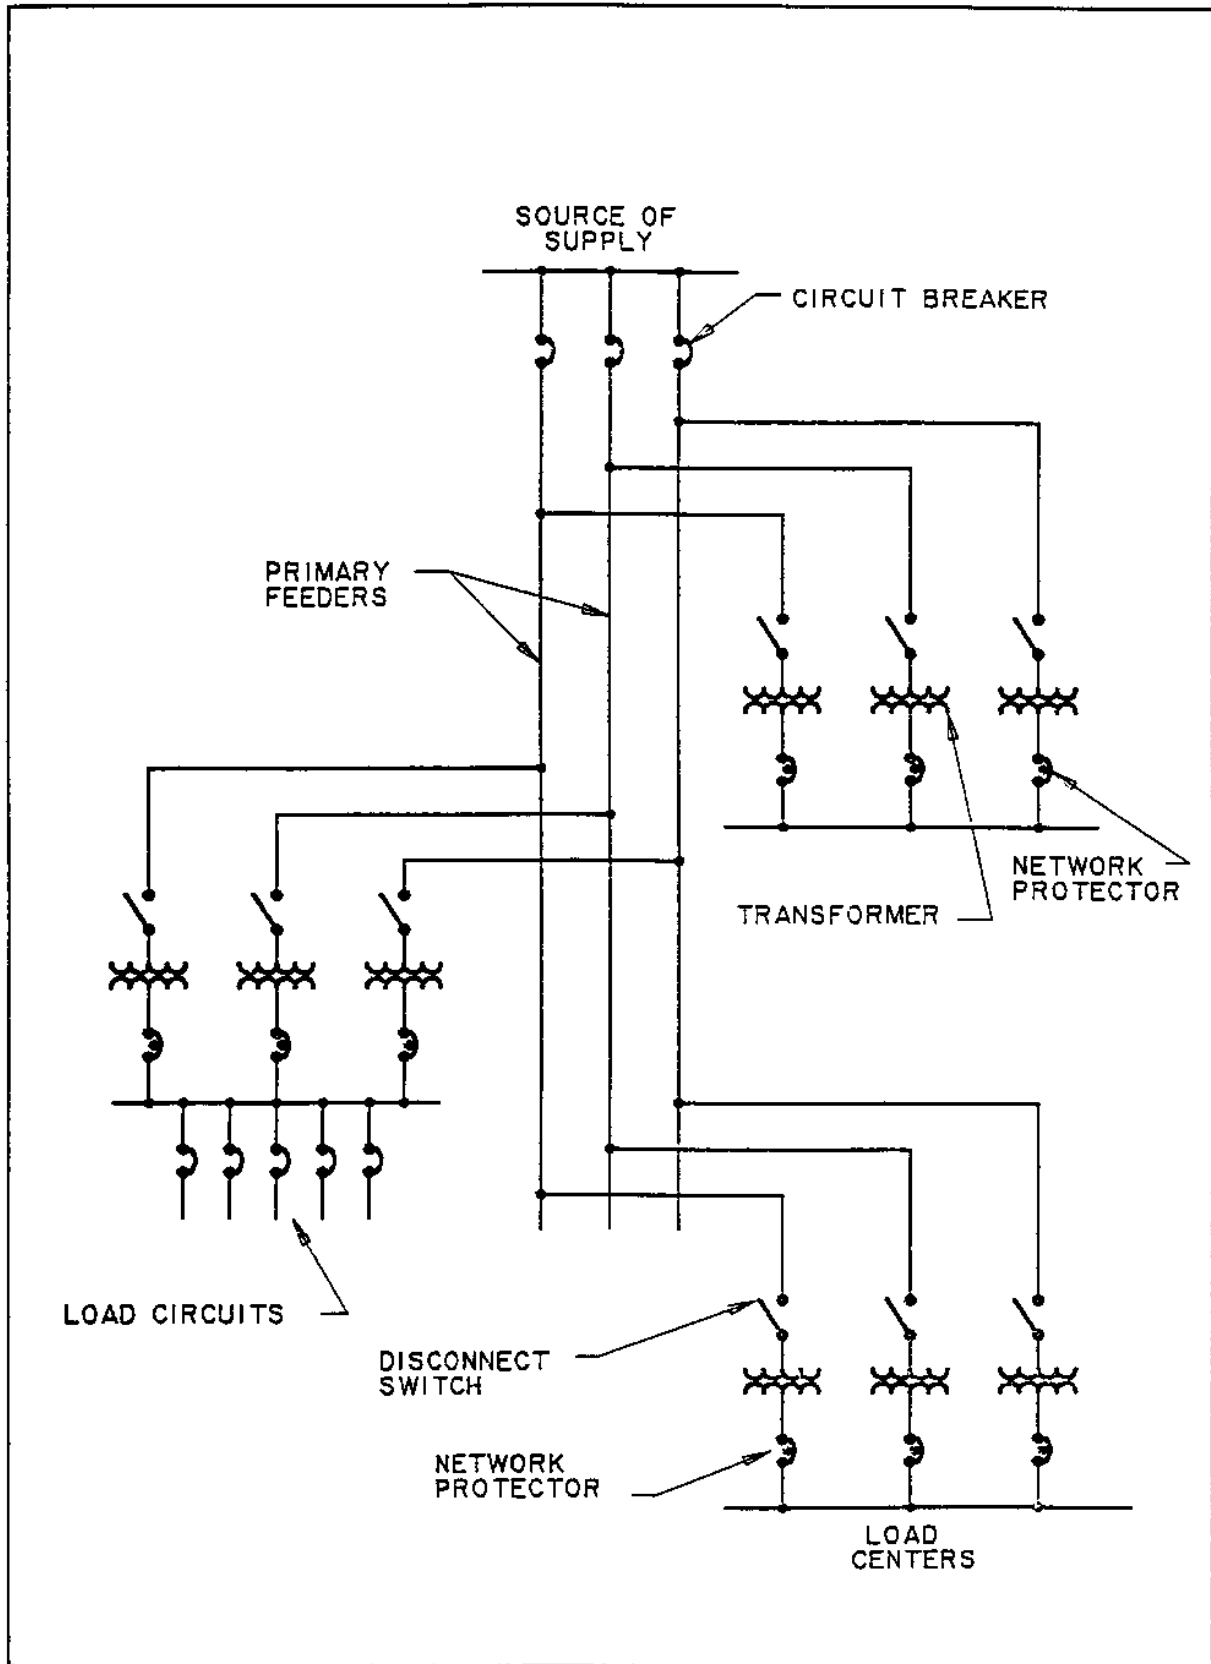 SOURCE OF
SUPPLY
CIRCUIT BREAKER
PRIMARY
FEEDERS
NETWORK
PROTECTOR
TRANSFORMER
LOAD CIRCUITS
DISCONNECT
SWITCH
NETWORK
PROTECTOR
LOAD
CENTERS